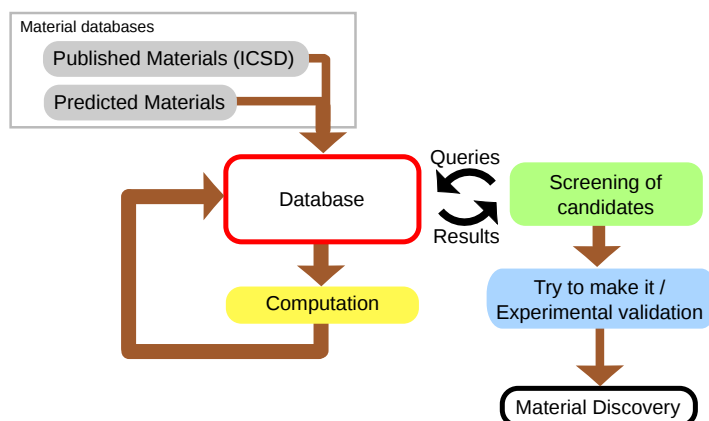 Material databases
Published Materials (ICSD)
Predicted Materials
Queries
Database
Screening of
candidates
Results
Computation
Try to make it /
Experimental validation
Material Discovery